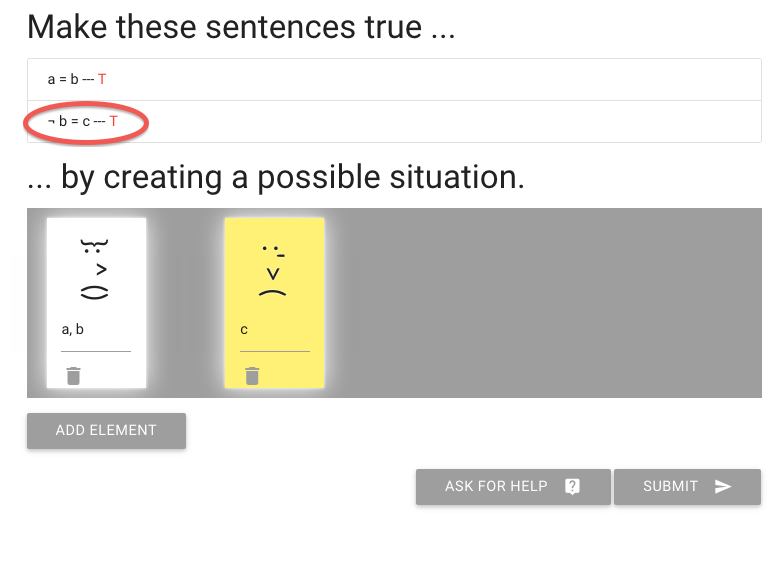 Make these sentences true ...
a = b --- T
¬ b = c --- T
... by creating a possible situation.
a, b
c
ADD ELEMENT
ASK FOR HELP
SUBMIT